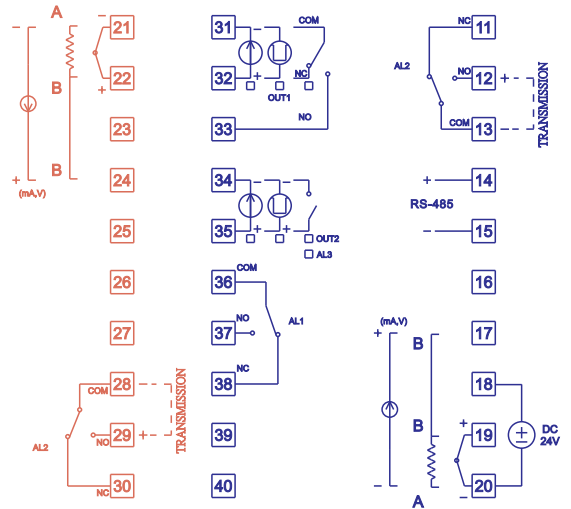 A
B
B
− +
(mA,V)
− +
21
22
23
24
25
26
27
28
29
30
COM
NO
NC
AL2
− +
TRANSMISSION
31
32
33
34
35
36
37
38
39
40
− +
COM
NC
OUT1
NO
− − + +
OUT2
AL3
COM
NO
NC
AL1
NC
AL2
NO
COM
+ −
TRANSMISSION
11
12
13
14
15
16
17
18
19
20
+
RS-485
−
(mA,V)
+ −
B
B
A
+ −
DC
24V